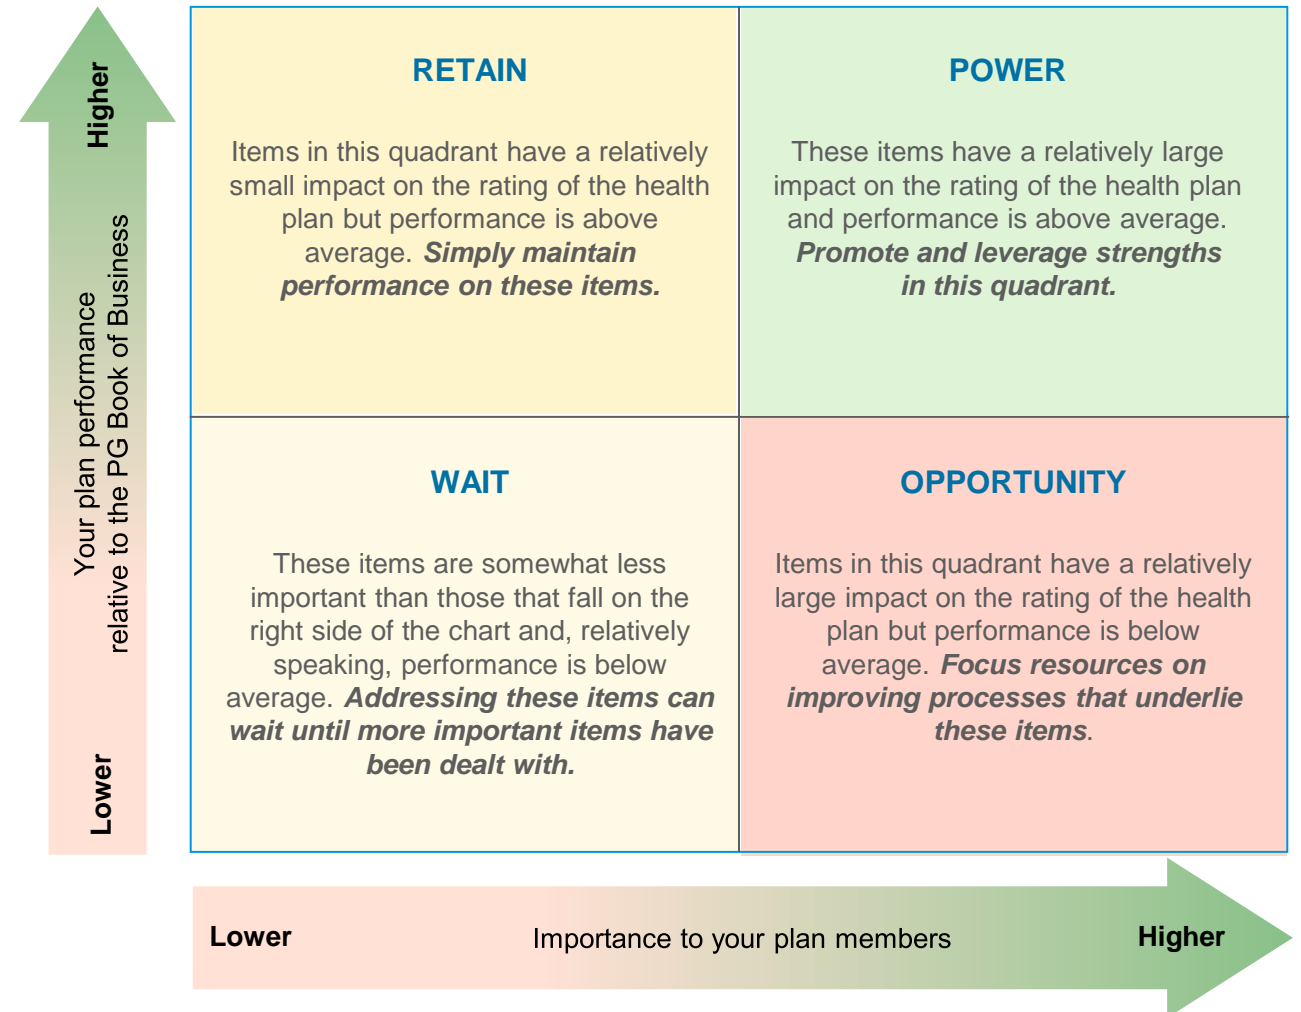 Higher
Your plan performance
relative to the PG Book of Business
Lower
RETAIN
Items in this quadrant have a relatively
small impact on the rating of the health
plan but performance is above
average. Simply maintain
performance on these items.
POWER
These items have a relatively large
impact on the rating of the health plan
and performance is above average.
Promote and leverage strengths
in this quadrant.
WAIT
These items are somewhat less
important than those that fall on the
right side of the chart and, relatively
speaking, performance is below
average. Addressing these items can
wait until more important items have
been dealt with.
OPPORTUNITY
Items in this quadrant have a relatively
large impact on the rating of the health
plan but performance is below
average. Focus resources on
improving processes that underlie
these items.
Lower
Importance to your plan members
Higher